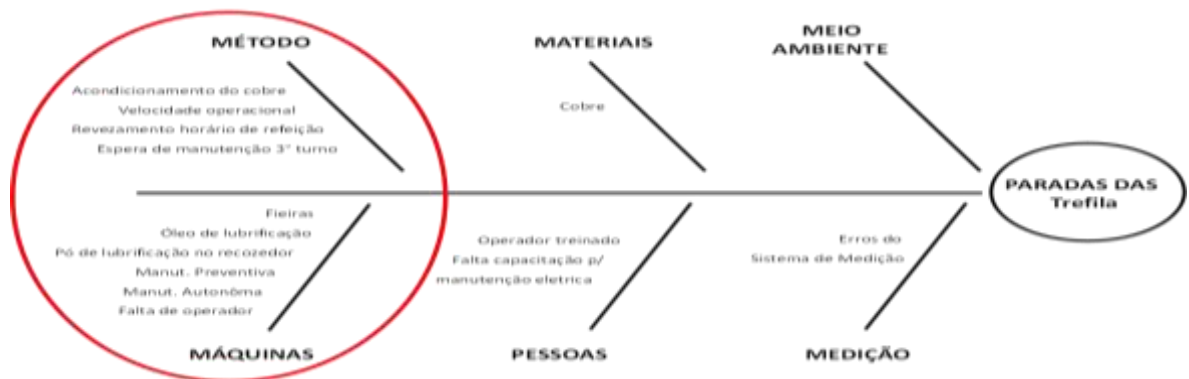 MÉTODO
Acondicionamento do cobre
Velocidade operacional
Revezamento horário de refeição
Espera de manutenção 3° turno
MATERIAIS
Cobre
MEIO
AMBIENTE
PARADAS DAS
Trefila
Fieiras
Óleo de lubrificação
Pó de lubrificação no recozedor
Manut. Preventiva
Manut. Autonôma
Falta de operador
MÁQUINAS
Operador treinado
Falta capacitação p/
manutenção eletrica
PESSOAS
Erros do
Sistema de Medição
MEDIÇÃO